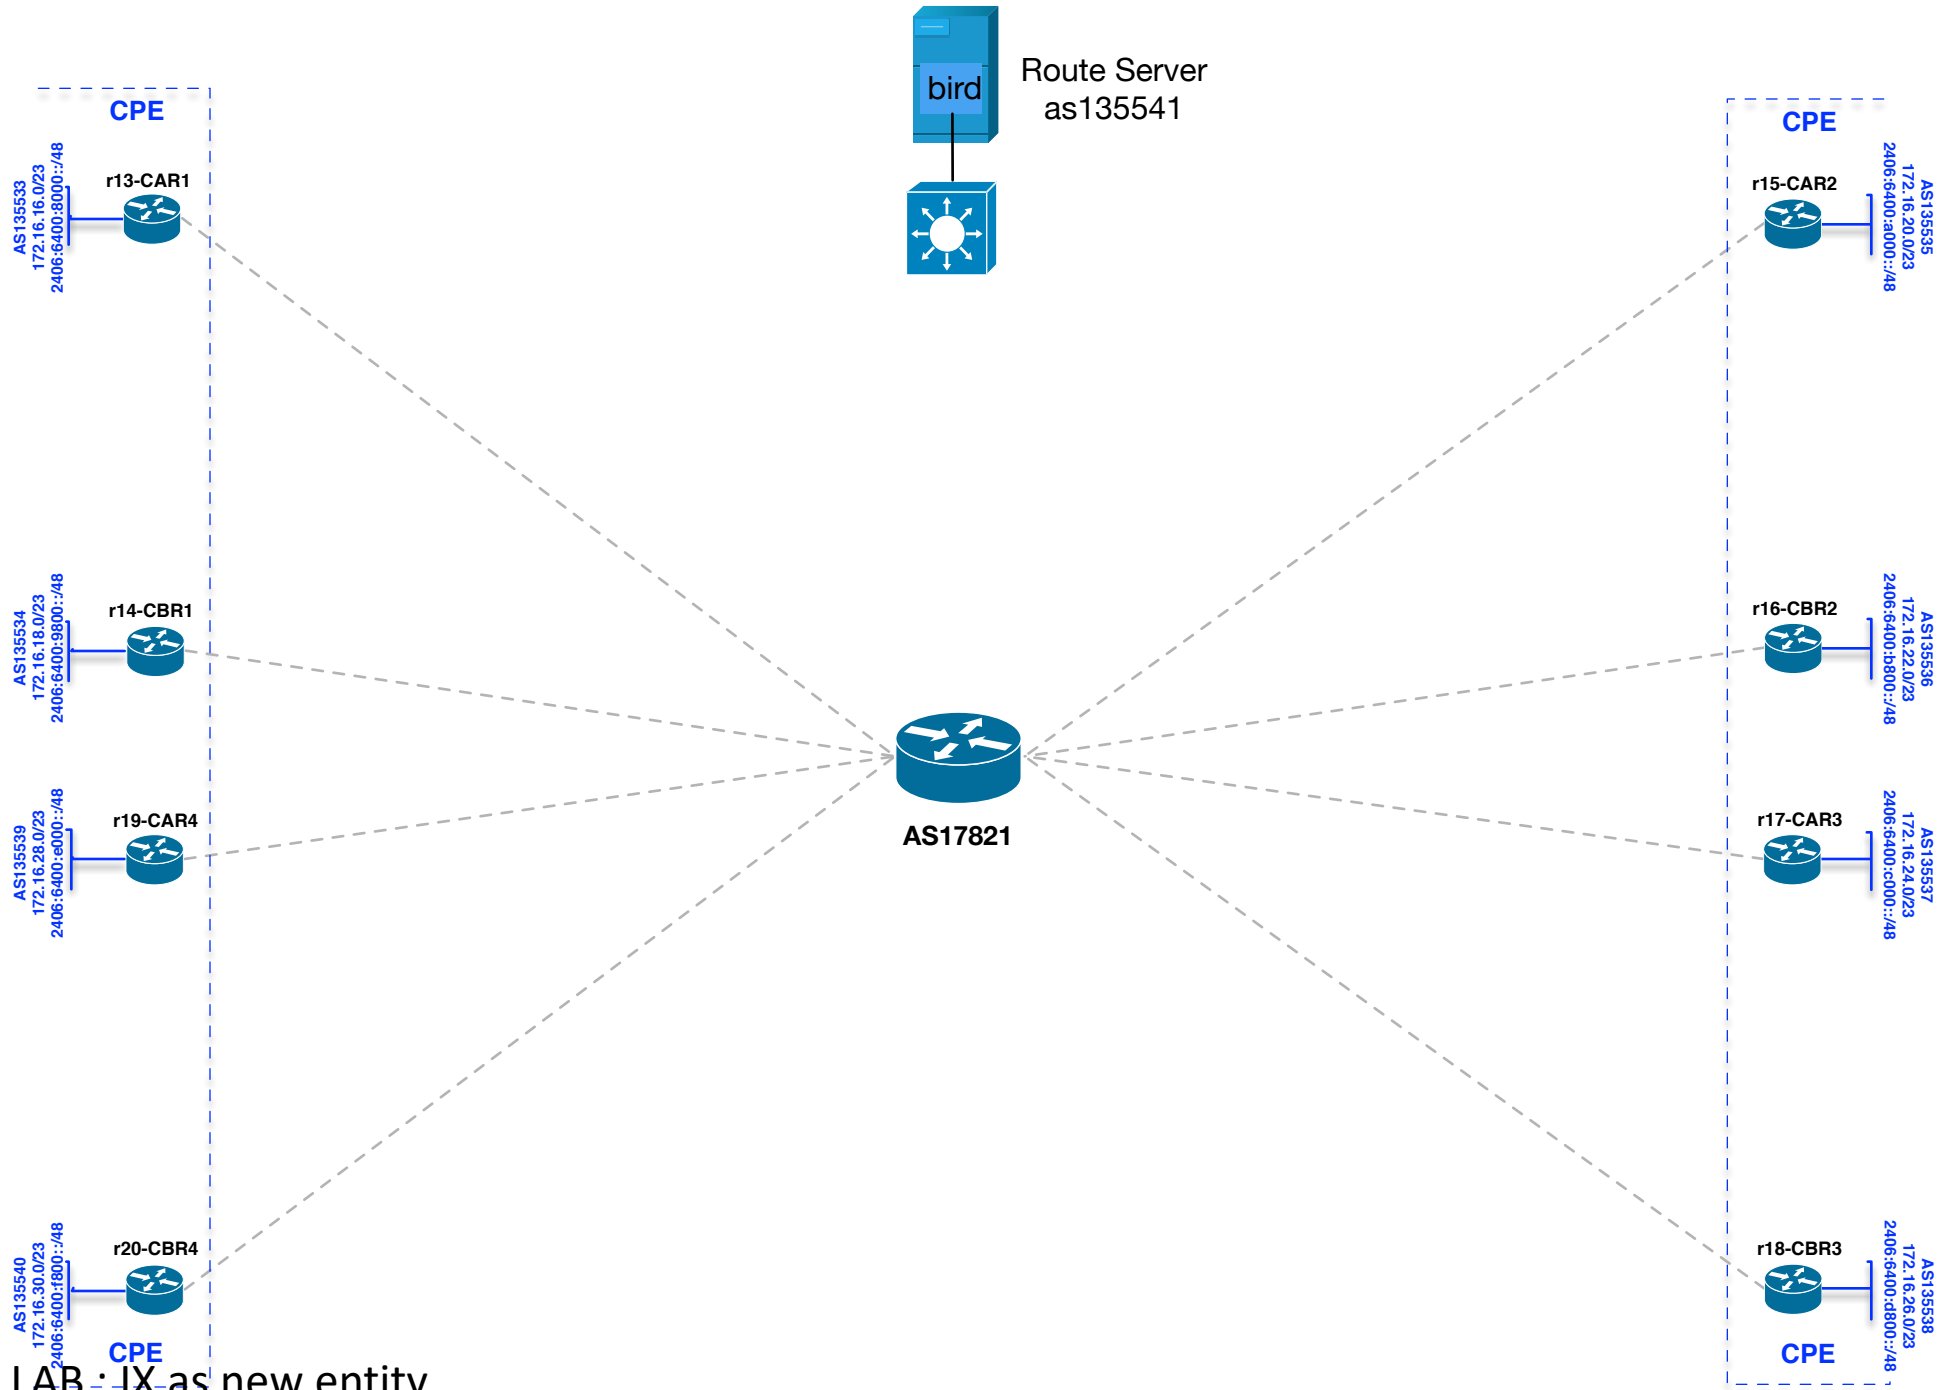 bird
Route Server
as135541
CPE
r13-CAR1
AS135533
172.16.16.0/23
2406:6400:8000::/48
r14-CBR1
AS135534
172.16.18.0/23
2406:6400:9800::/48
r19-CAR4
AS135539
172.16.28.0/23
2406:6400:e000::/48
r20-CBR4
AS135540
172.16.30.0/23
2406:6400:f800::/48
CPE
AS17821
CPE
r15-CAR2
AS135535
172.16.20.0/23
2406:6400:a000::/48
r16-CBR2
AS135536
172.16.22.0/23
2406:6400:b800::/48
r17-CAR3
AS135537
172.16.24.0/23
2406:6400:c000::/48
r18-CBR3
AS135538
172.16.26.0/23
2406:6400:d800::/48
CPE
LAB : IX as new entity